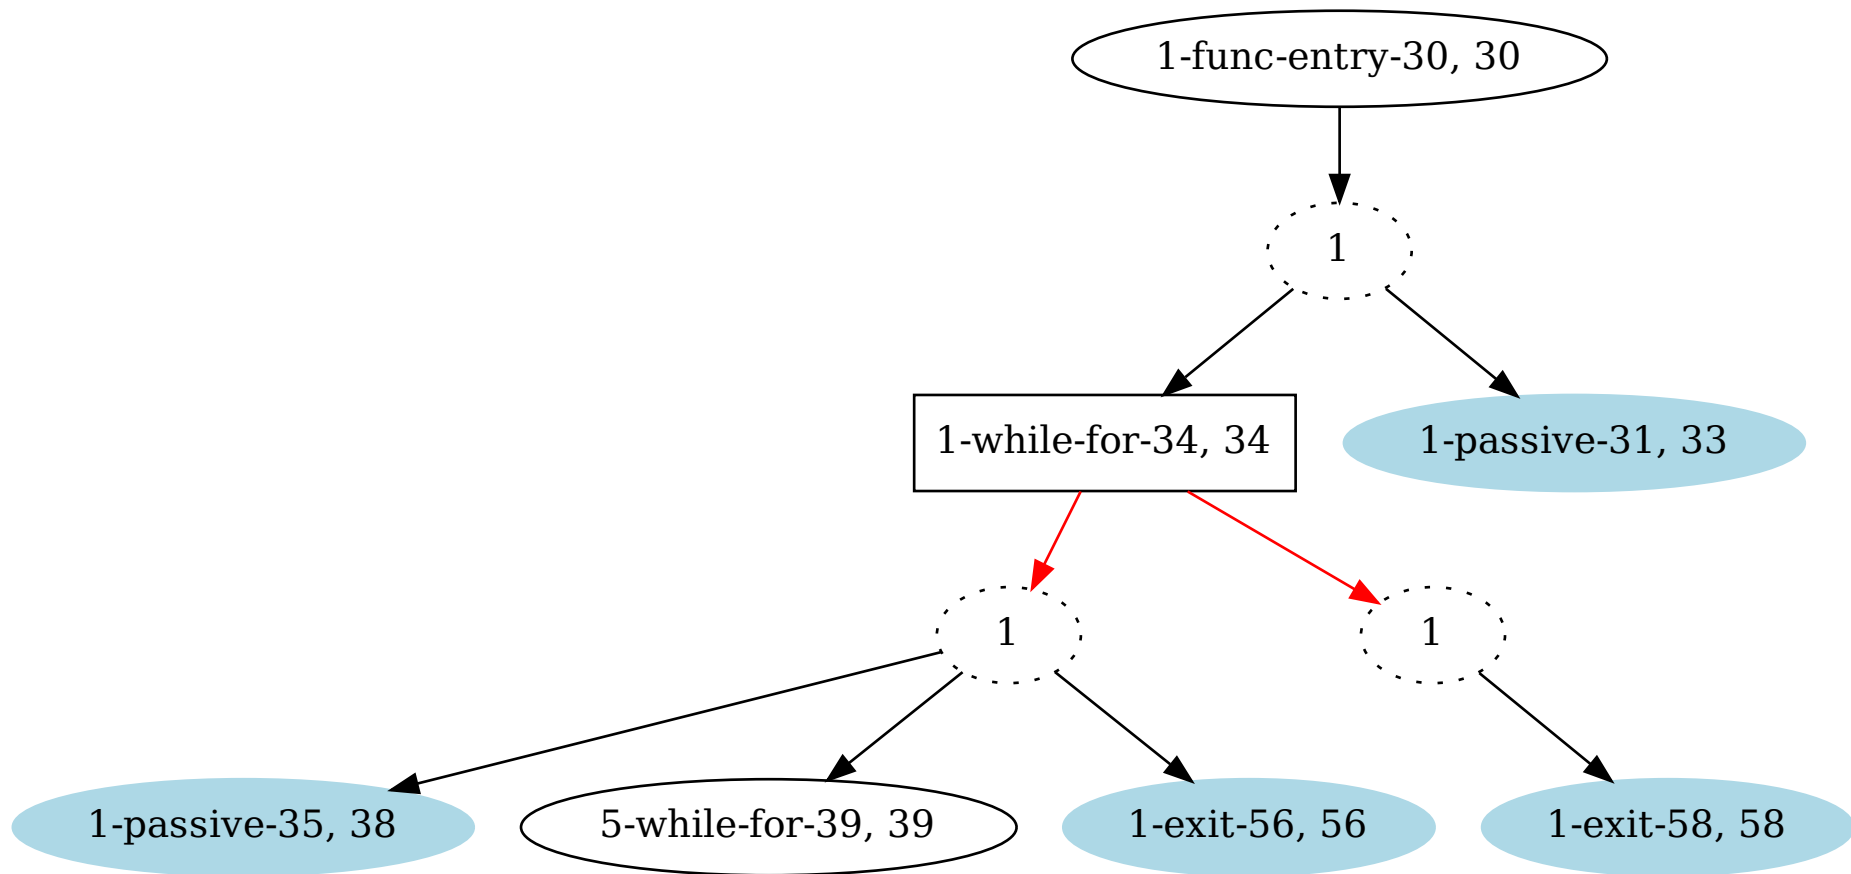 1-func-entry-30, 30
1
1-while-for-34, 34
1-passive-31, 33
1
1
1-passive-35, 38
5-while-for-39, 39
1-exit-56, 56
1-exit-58, 58